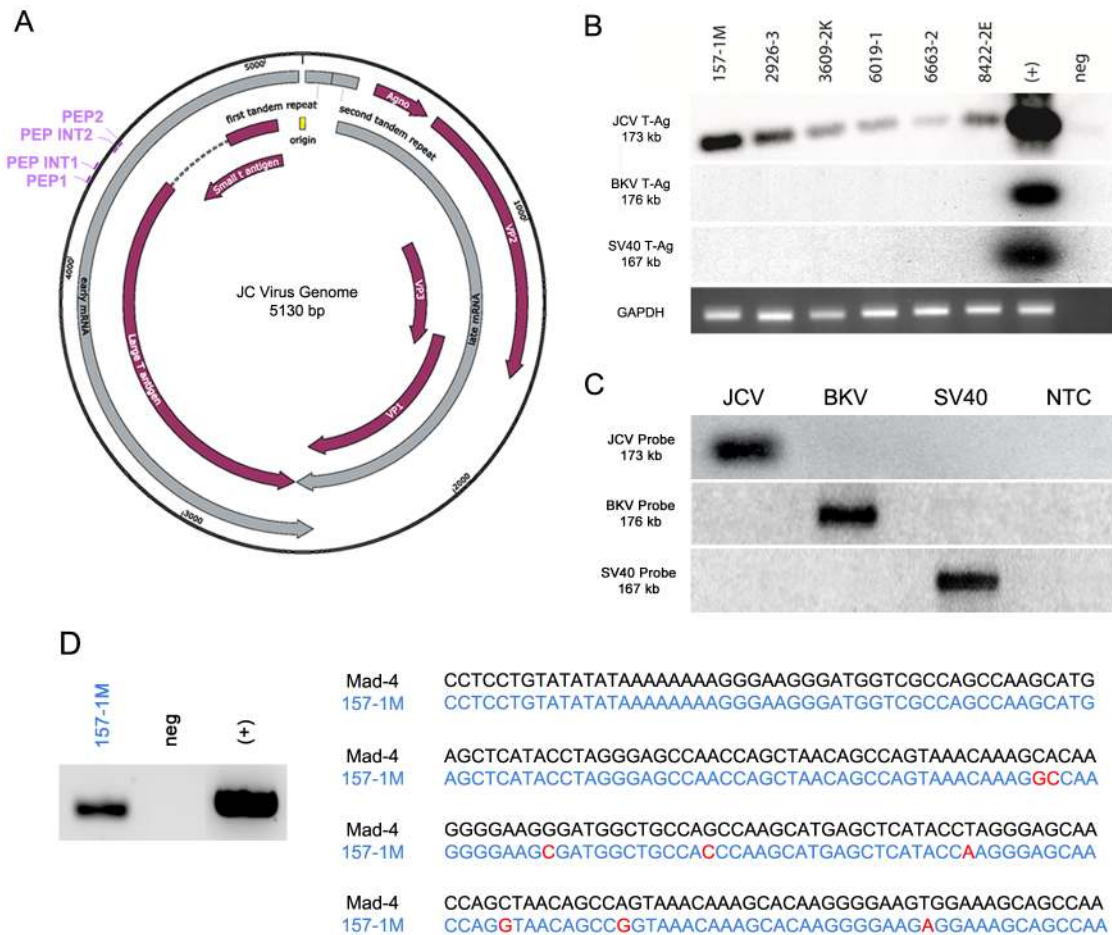 A
5000
PEP2
PEP INT2
PEP INT1
PEP1
first tandem repeat
second tandem repeat
origin
Agno
Small t antigen
VP2
1000
4000
early mRNA
Large T antigen
JC Virus Genome
5130 bp
VP3
late mRNA
VP1
2000
3000
B
157-1M
2926-3
3609-2K
6019-1
6663-2
8422-2E
(+)
neg
JCV T-Ag
173 kb
BKV T-Ag
176 kb
SV40 T-Ag
167 kb
GAPDH
C
JCV BKV SV40 NTC
JCV Probe
173 kb
BKV Probe
176 kb
SV40 Probe
167 kb
D
157-1M
neg
(+)
Mad-4 CCTCCTGTATATATAAAAAAAAGGGAAGGGATGGTCGCCAGCCAAGCATG
157-1M CCTCCTGTATATATAAAAAAAAGGGAAGGGATGGTCGCCAGCCAAGCATG
Mad-4 AGCTCATACCTAGGGAGCCAACCAGCTAACAGCCAGTAAACAAAGCACAA
157-1M AGCTCATACCTAGGGAGCCAACCAGCTAACAGCCAGTAAACAAAGGCCAA
Mad-4 GGGGAAGGGATGGCTGCCAGCCAAGCATGAGCTCATACCTAGGGAGCAA
157-1M GGGGAAGCGATGGCTGCCACCCAAGCATGAGCTCATACCAAGGGAGCAA
Mad-4 CCAGCTAACAGCCAGTAAACAAAGCACAAGGGGAAGTGGAAAGCAGCCAA
157-1M CCAGGTAACAGCCGGTAAACAAAGCACAAGGGGAAGAGGAAAGCAGCCAA